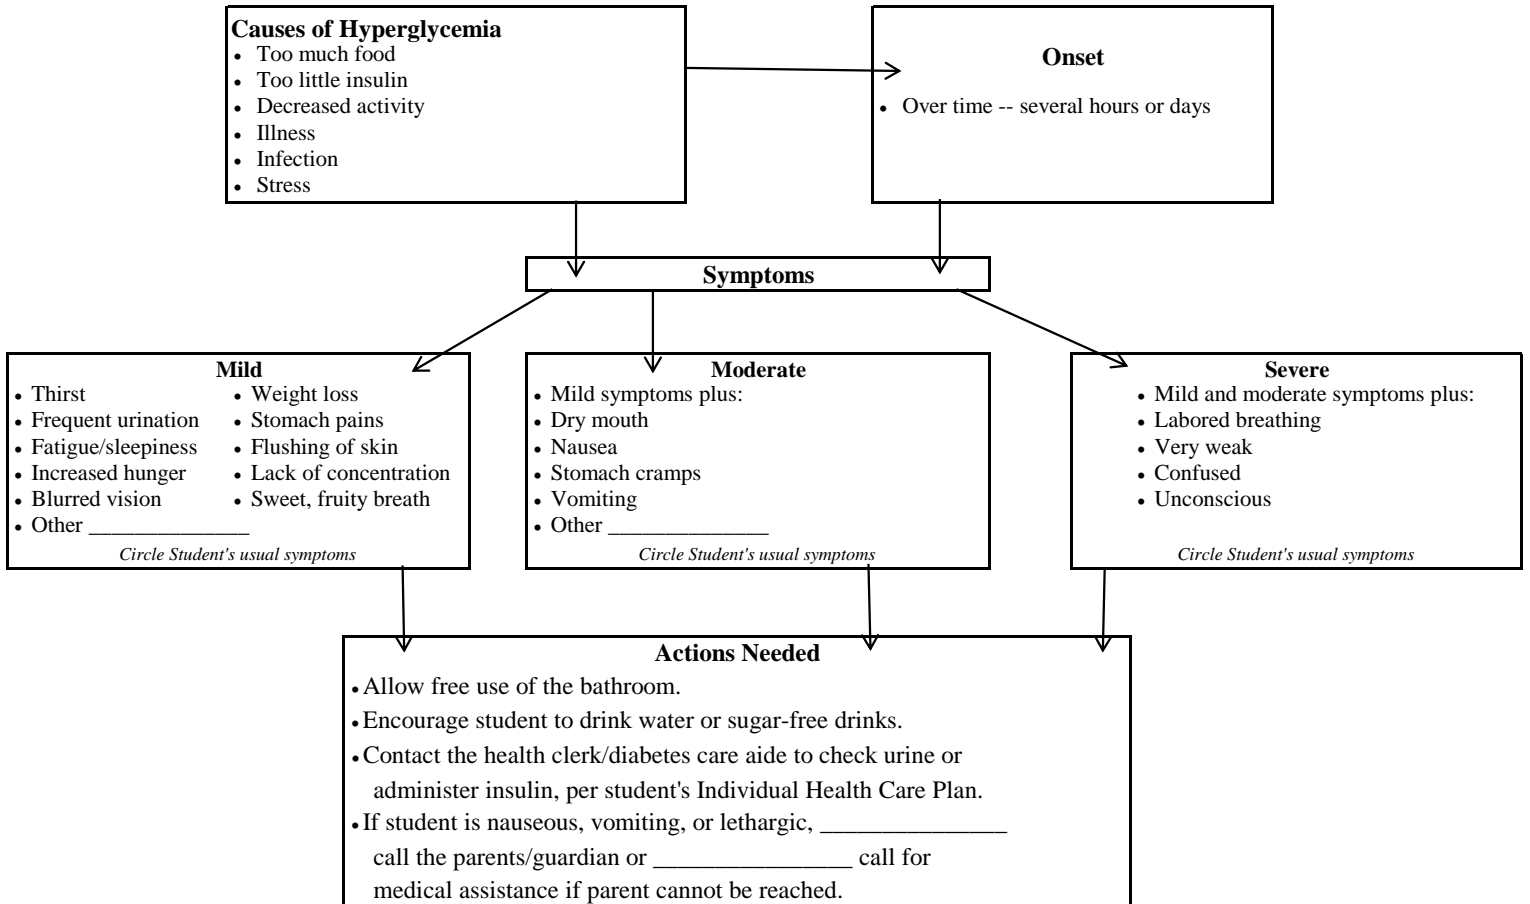 Causes of Hyperglycemia
• Too much food
• Too little insulin
• Decreased activity
• Illness
• Infection
• Stress
Onset
• Over time -- several hours or days
Symptoms
Mild
• Thirst
• Frequent urination
• Fatigue/sleepiness
• Increased hunger
• Blurred vision
• Other ______________
• Weight loss
• Stomach pains
• Flushing of skin
• Lack of concentration
• Sweet, fruity breath
Circle Student's usual symptoms
Moderate
• Mild symptoms plus:
• Dry mouth
• Nausea
• Stomach cramps
• Vomiting
• Other ______________
Circle Student's usual symptoms
Severe
• Mild and moderate symptoms plus:
• Labored breathing
• Very weak
• Confused
• Unconscious
Circle Student's usual symptoms
Actions Needed
• Allow free use of the bathroom.
• Encourage student to drink water or sugar-free drinks.
• Contact the health clerk/diabetes care aide to check urine or
administer insulin, per student's Individual Health Care Plan.
• If student is nauseous, vomiting, or lethargic, _______________
call the parents/guardian or ________________ call for
medical assistance if parent cannot be reached.